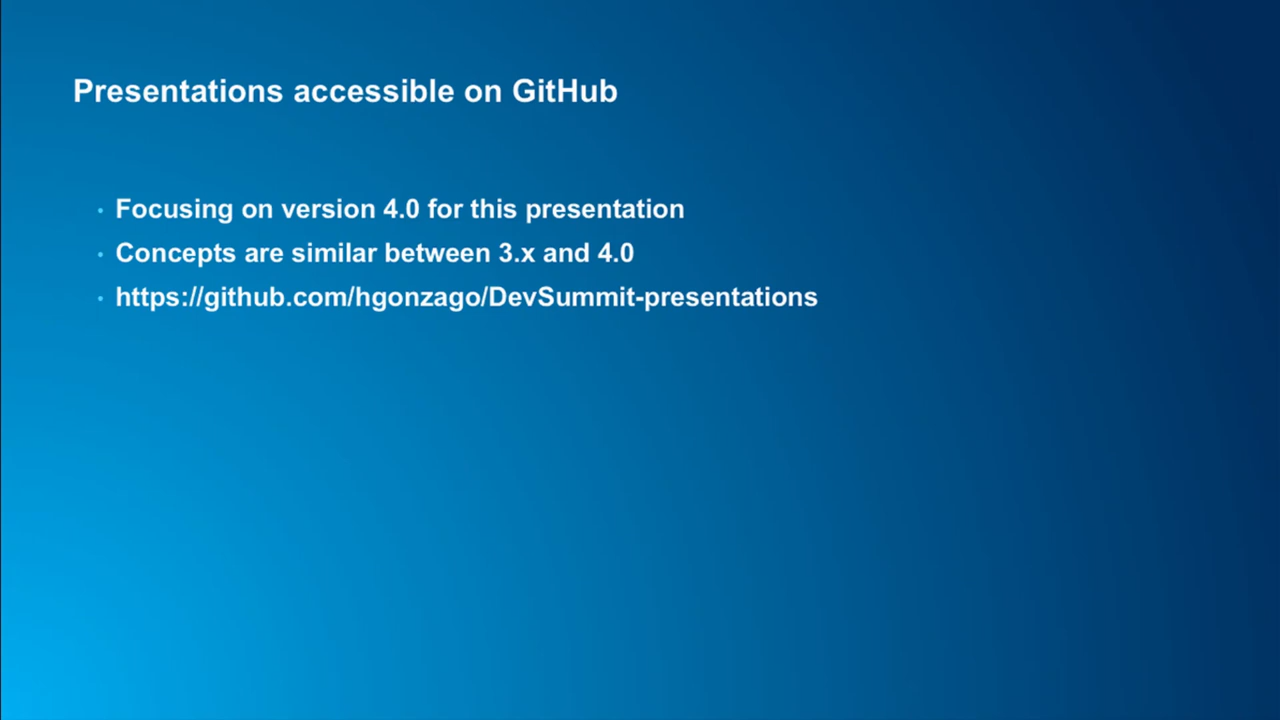 Presentations accessible on GitHub
• Focusing on version 4.0 for this presentation
• Concepts are similar between 3.x and 4.0
• https://github.com/hgonzago/DevSummit-presentations